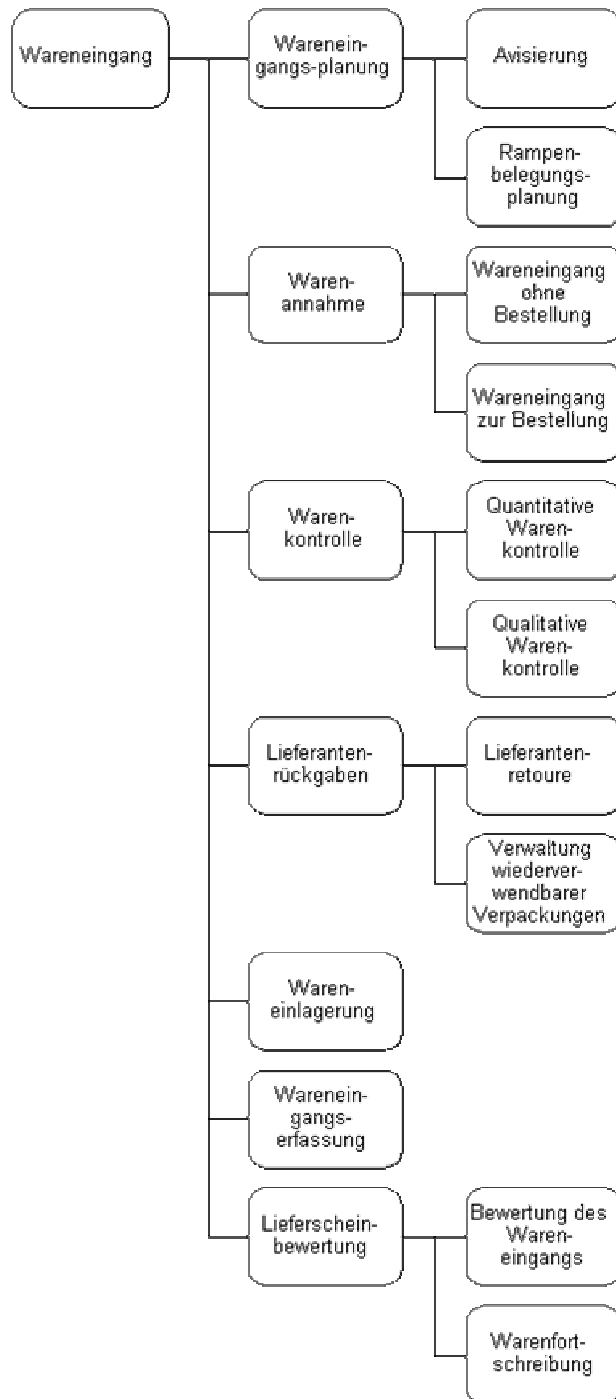 Wareneingang
Warenein-
gangs-planung
Avisierung
Rampen-
belegungs-
planung
Waren-
annahme
Wareneingang
ohne
Bestellung
Wareneingang
zur Bestellung
Waren-
kontrolle
Quantitative
Waren-
kontrolle
Qualitative
Waren-
kontrolle
Lieferanten-
rückgaben
Lieferanten-
retoure
Verwaltung
wiederver-
wendbarer
Verpackungen
Waren-
einlagerung
Warenein-
gangs-
erfassung
Lieferschein-
bewertung
Bewertung des
Waren-
eingangs
Warenfort-
schreibung